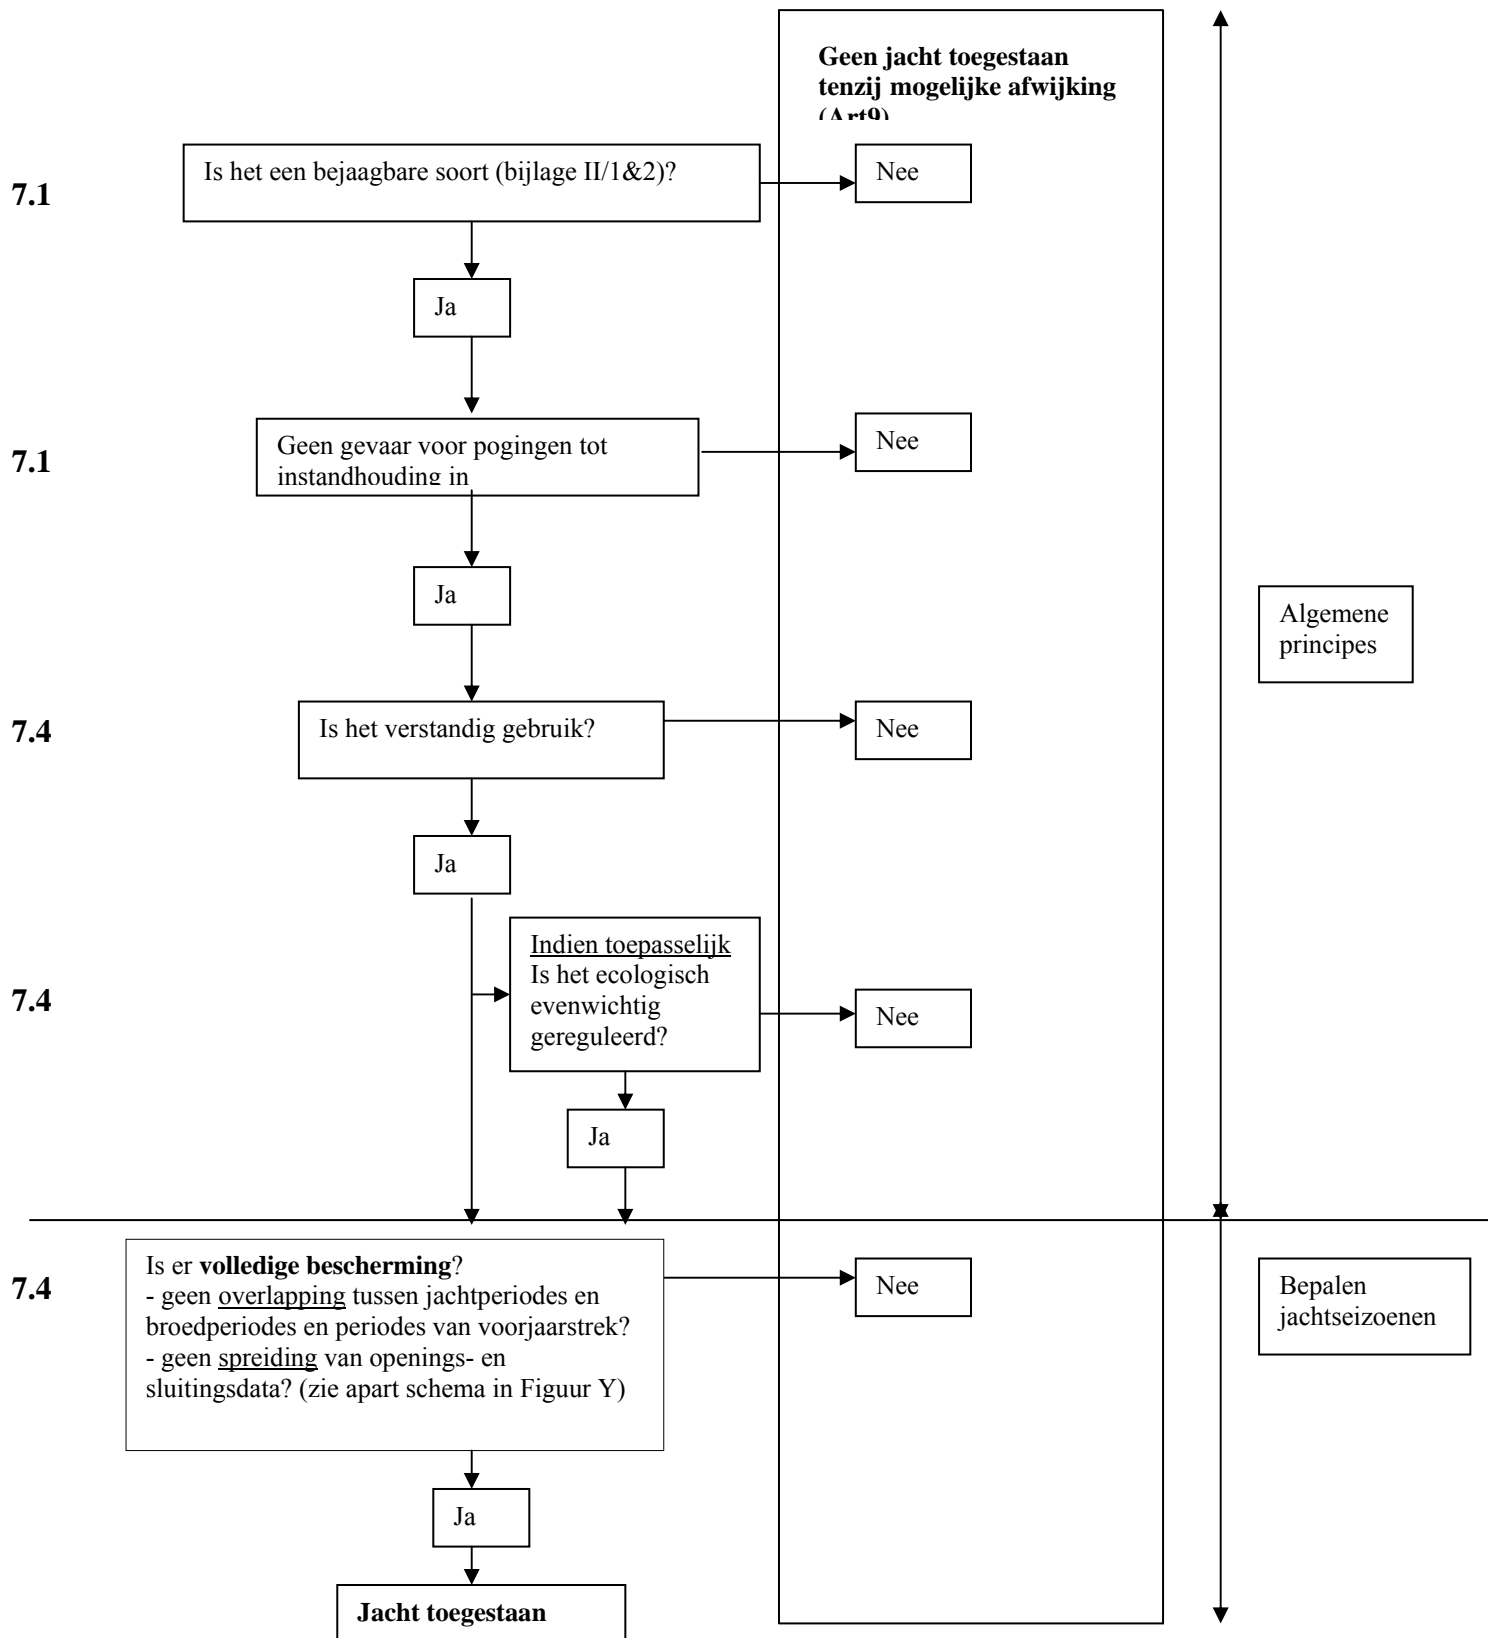 Geen jacht toegestaan
tenzij mogelijke afwijking
(Art9)
7.1
Is het een bejaagbare soort (bijlage II/1&2)?
Nee
Ja
7.1
Geen gevaar voor pogingen tot
instandhouding in
Nee
Ja
Algemene
principes
7.4
Is het verstandig gebruik?
Nee
Ja
7.4
Indien toepasselijk
Is het ecologisch
evenwichtig
gereguleerd?
Nee
Ja
7.4
Is er volledige bescherming?
- geen overlapping tussen jachtperiodes en
broedperiodes en periodes van voorjaarstrek?
- geen spreiding van openings- en
sluitingsdata? (zie apart schema in Figuur Y)
Nee
Bepalen
jachtseizoenen
Ja
Jacht toegestaan